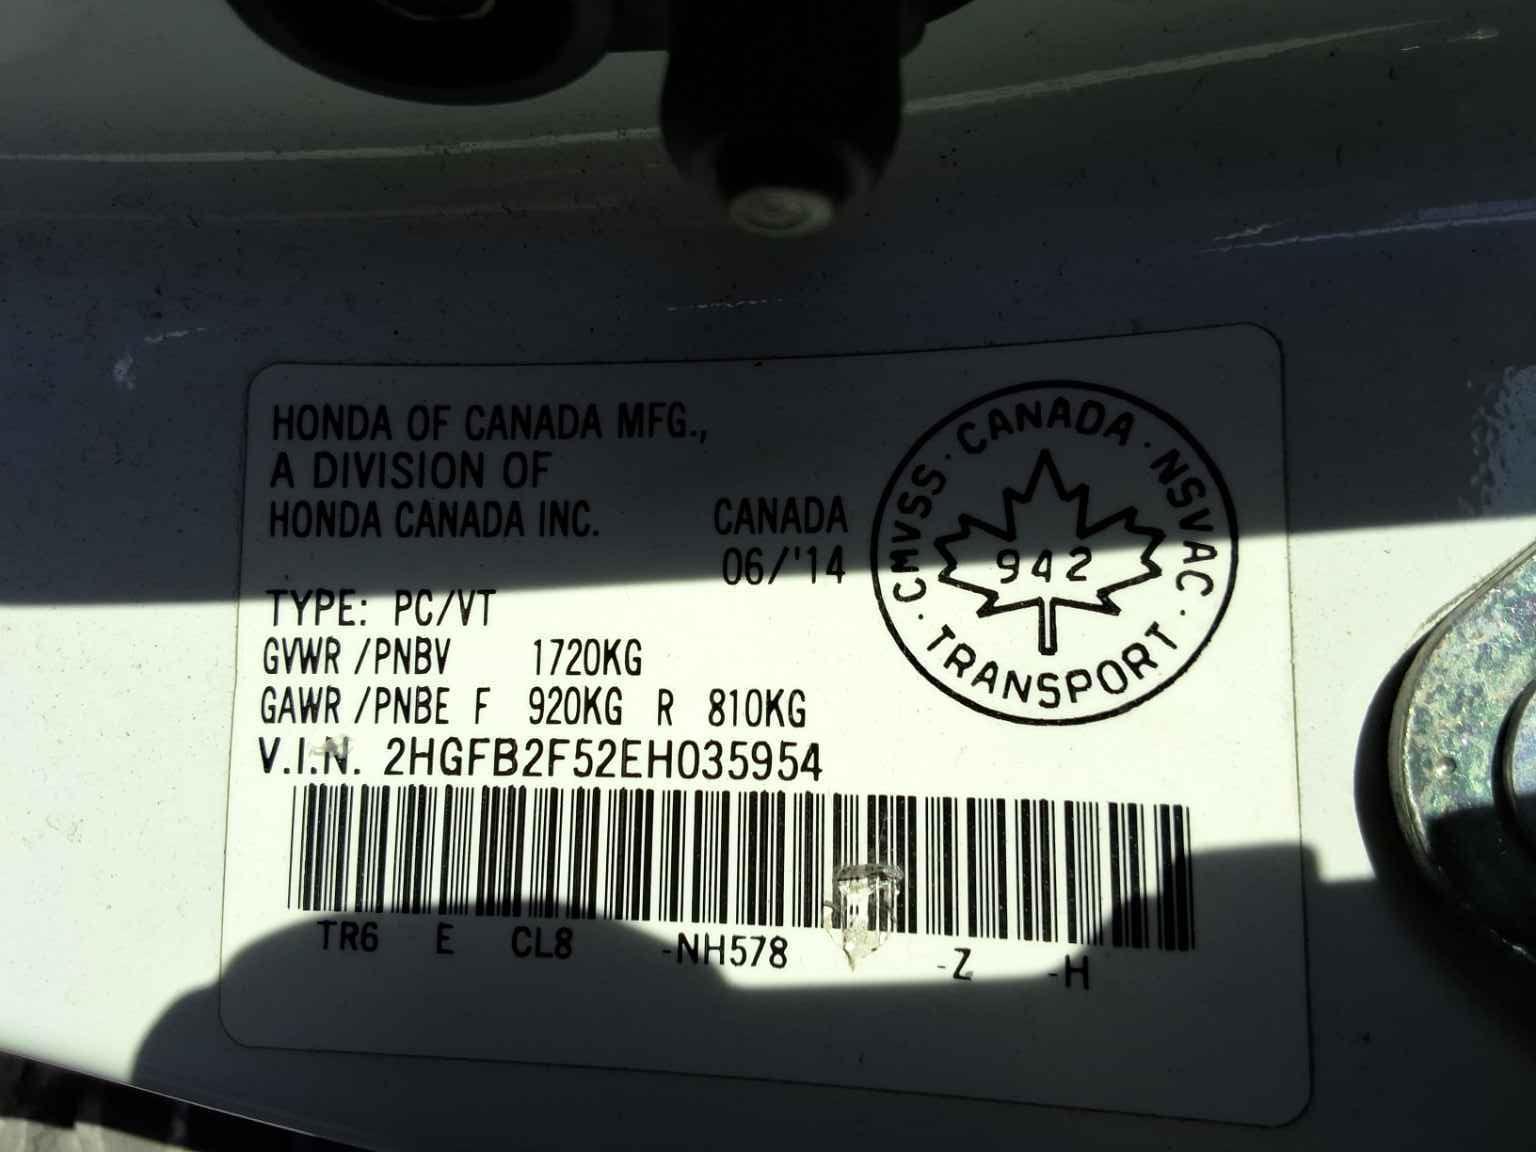 HONDA OF CANADA MFG.,
A DIVISION OF
HONDA CANADA INC.
CANADA
06/'14
TYPE: PC/VT
GVWR /PNBV 1720KG
GAWR /PNBE F 920KG R 810KG
V.I.N. 2HGFB2F52EH035954
TR6 E CL8 -NH578 -Z -H
CMVSS · CANADA · NSVAC · TRANSPORT ·
942